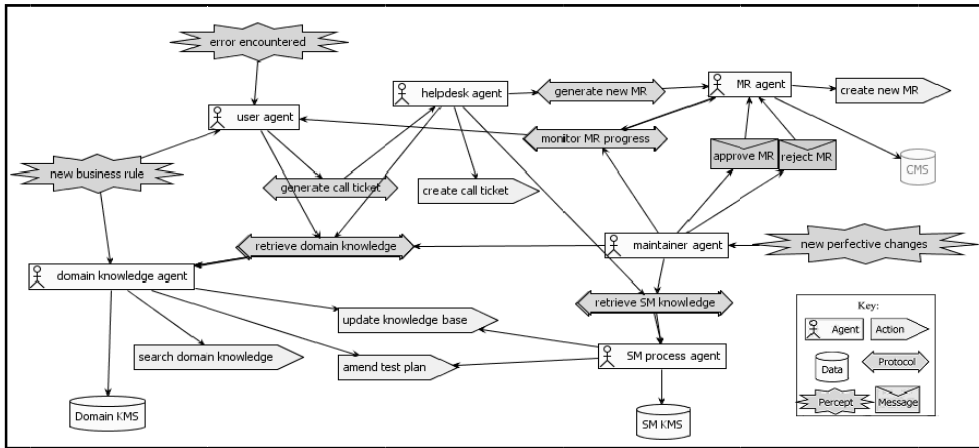 error encountered
helpdesk agent
generate new MR
MR agent
create new MR
user agent
monitor MR progress
approve MR
reject MR
new business rule
generate call ticket
create call ticket
CMS
retrieve domain knowledge
maintainer agent
new perfective changes
domain knowledge agent
retrieve SM knowledge
update knowledge base
search domain knowledge
amend test plan
SM process agent
Domain KMS
SM KMS
Key:
Agent
Action
Data
Protocol
Percept
Message